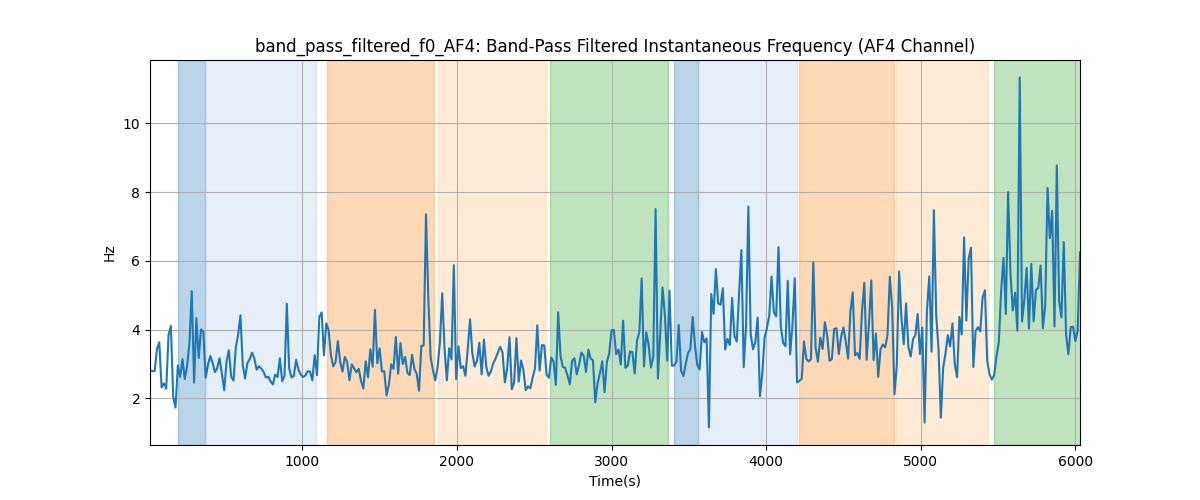 band_pass_filtered_f0_AF4: Band-Pass Filtered Instantaneous Frequency (AF4 Channel)
10
8
6
4
2
Hz
1000 2000 3000 4000 5000 6000
Time(s)